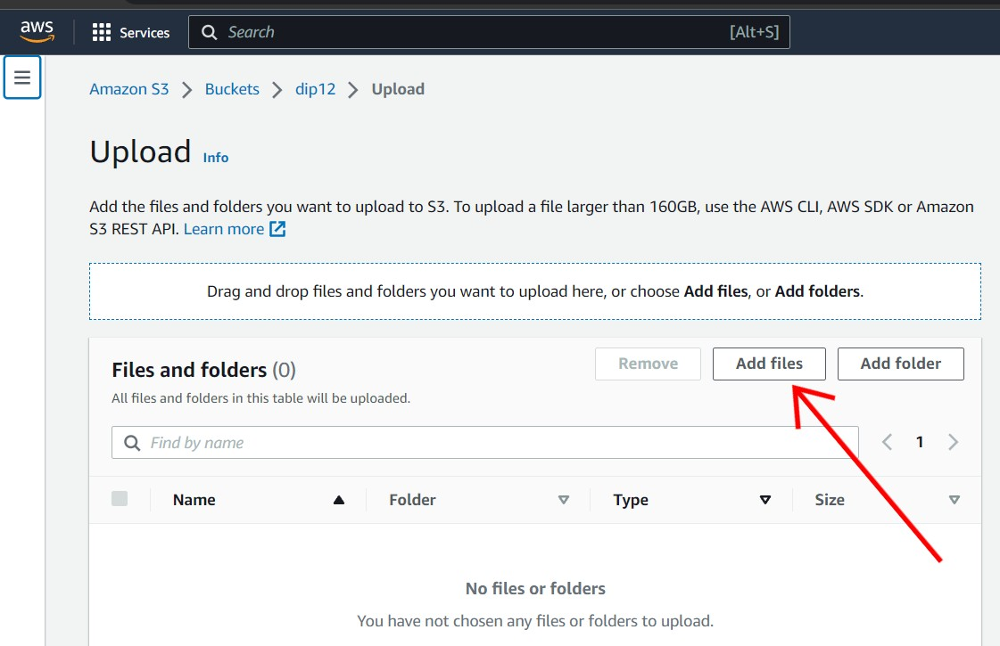 aws
Services
Search
[Alt+S]
Amazon S3 > Buckets > dip12 > Upload
Upload Info
Add the files and folders you want to upload to S3. To upload a file larger than 160GB, use the AWS CLI, AWS SDK or Amazon
S3 REST API. Learn more
Drag and drop files and folders you want to upload here, or choose Add files, or Add folders.
Files and folders (0)
Remove
Add files
Add folder
All files and folders in this table will be uploaded.
Find by name
1
Name
Folder
Type
Size
No files or folders
You have not chosen any files or folders to upload.